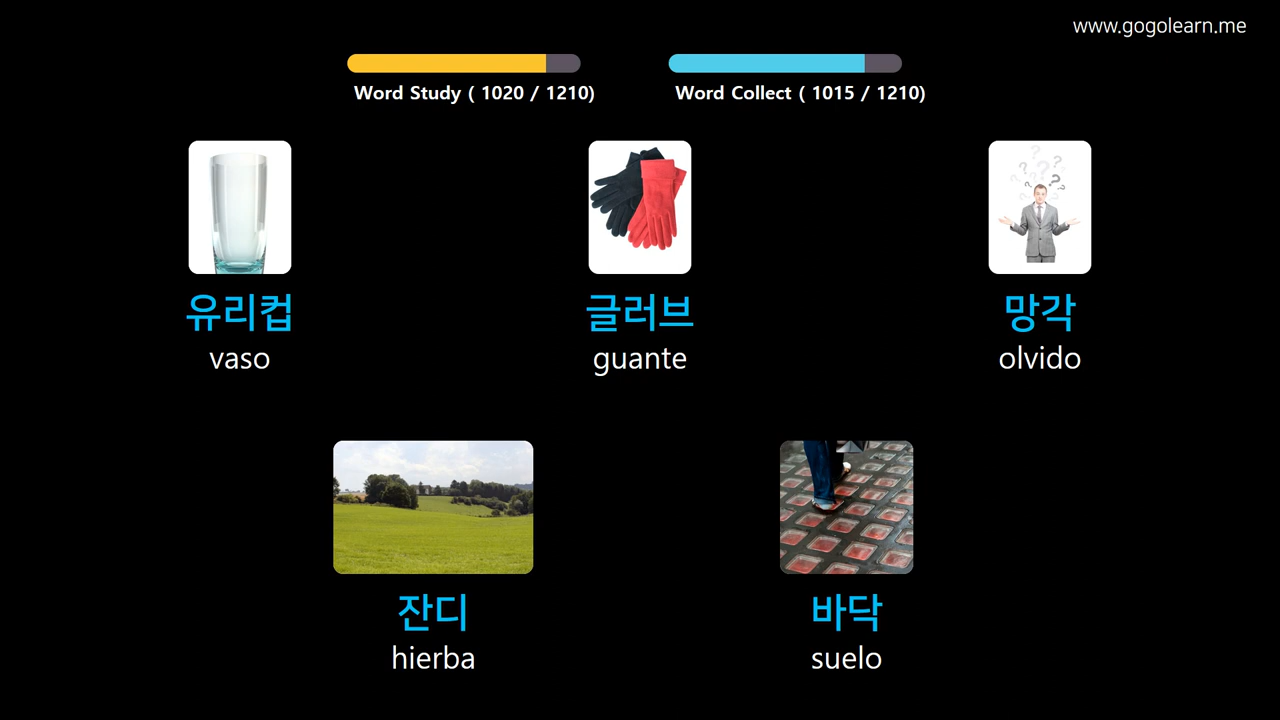 www.gogolearn.me
Word Study ( 1020 / 1210)
Word Collect ( 1015 / 1210)
유리컵
vaso
글러브
guante
망각
olvido
잔디
hierba
바닥
suelo